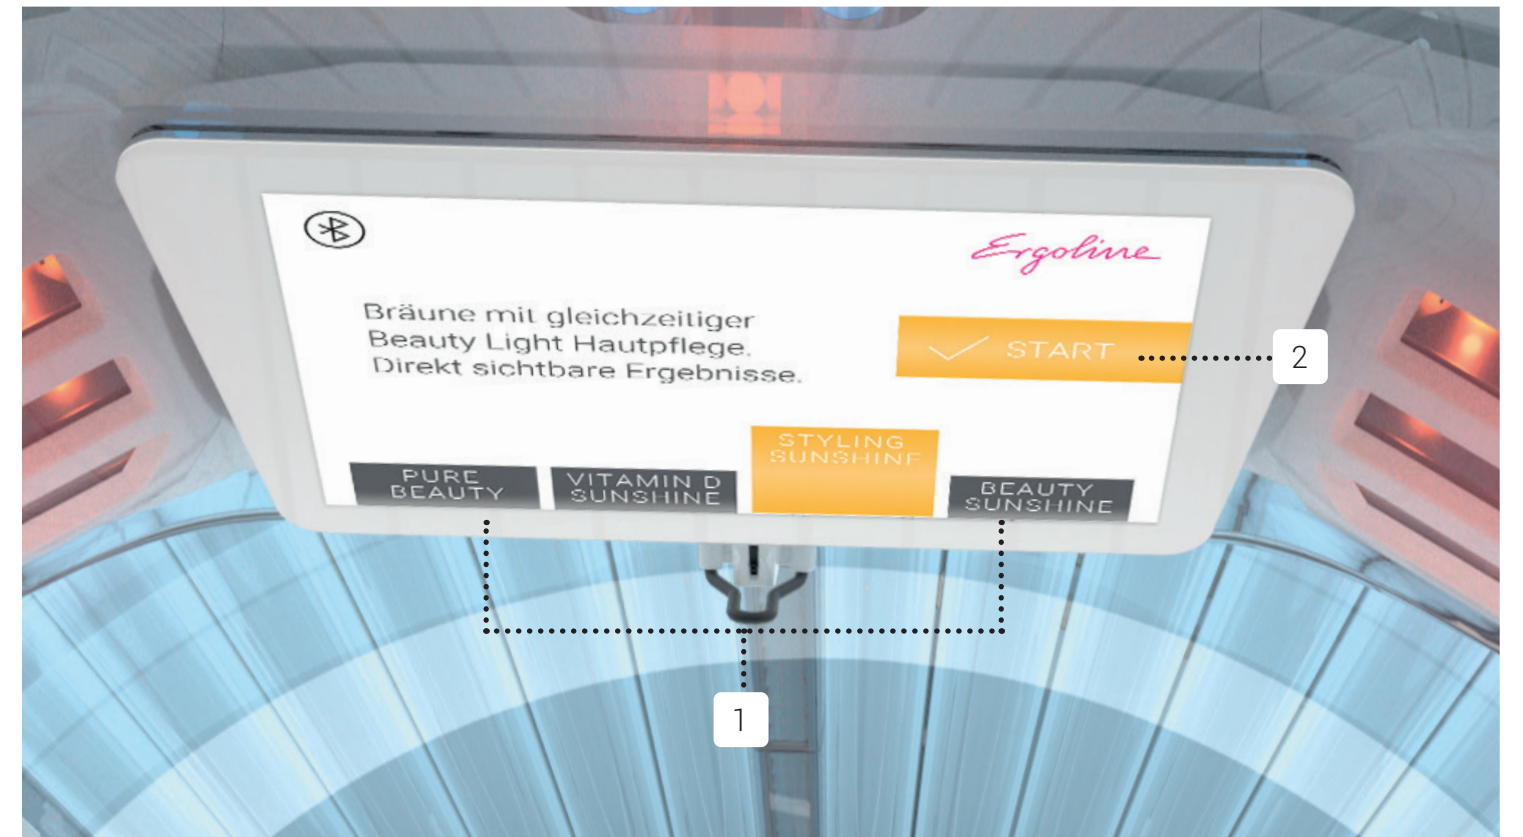 Ergoline
Bräune mit gleichzeitiger
Beauty Light Hautpflege.
Direkt sichtbare Ergebnisse.
START
2
PURE
BEAUTY
VITAMIN D
SUNSHINE
STYLING
SUNSHINE
BEAUTY
SUNSHINE
1